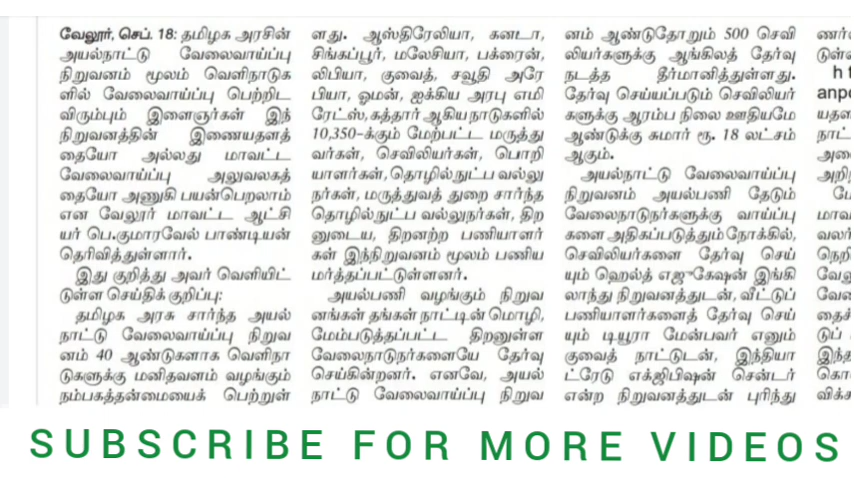 வேலூர், செப். 18: தமிழக அரசின்
அயல்நாட்டு வேலைவாய்ப்பு
நிறுவனம் மூலம் வெளிநாடுக
ளில் வேலைவாய்ப்பு பெற்றிட
விரும்பும் இளைஞர்கள் இந்
நிறுவனத்தின் இணையதளத்
தையோ அல்லது மாவட்ட
வேலைவாய்ப்பு அலுவலகத்
தையோ அணுகி பயன்பெறலாம்
என வேலூர் மாவட்ட ஆட்சி
யர் பெ.குமாரவேல் பாண்டியன்
தெரிவித்துள்ளார்.
இது குறித்து அவர் வெளியிட்
டுள்ள செய்திக் குறிப்பு:
தமிழக அரசு சார்ந்த அயல்
நாட்டு வேலைவாய்ப்பு நிறுவ
னம் 40 ஆண்டுகளாக வெளிநா
டுகளுக்கு மனிதவளம் வழங்கும்
நம்பகத்தன்மையைக் பெற்றுள்
ளது. ஆஸ்திரேலியா, கனடா,
சிங்கப்பூர், மலேசியா, பக்ரைன்,
லிபியா, குவைத், சவூதி அரே
பியா, ஓமன், ஐக்கிய அரபு எமி
ரேட்ஸ்,கத்தார் ஆகிய நாடுகளில்
10,350-க்கும் மேற்பட்ட மருத்து
வர்கள், செவிலியர்கள், பொறி
யாளர்கள்,தொழில்நுட்ப வல்லு
நர்கள், மருத்துவத் துறை சார்ந்த
தொழில்நுட்ப வல்லுநர்கள், திற
னுடைய, திறனற்ற பணியாளர்
கள் இந்நிறுவனம் மூலம் பணிய
மர்த்தப்பட்டுள்ளனர்.
அயல்பணி வழங்கும் நிறுவ
னங்கள் தங்கள் நாட்டின் மொழி,
மேம்படுத்தப்பட்ட திறனுள்ள
வேலைநாடுநர்களையே தேர்வு
செய்கின்றனர். எனவே, அயல்
நாட்டு வேலைவாய்ப்பு நிறுவ
னம் ஆண்டுதோறும் 500 செவி
லியர்களுக்கு ஆங்கிலத் தேர்வு
நடத்த தீர்மானித்துள்ளது.
தேர்வு செய்யப்படும் செவிலியர்
களுக்கு ஆரம்ப நிலை ஊதியமே
ஆண்டுக்கு சுமார் ரூ. 18 லட்சம்
ஆகும்.
அயல்நாட்டு வேலைவாய்ப்பு
நிறுவனம் அயல்பணி தேடும்
வேலைநாடுநர்களுக்கு வாய்ப்பு
களை அதிகப்படுத்தும் நோக்கில்,
செவிலியர்களை தேர்வு செய்
யும் ஹெல்த் எஜுகேஷன் இங்கி
லாந்து நிறுவனத்துடன், வீட்டுப்
பணியாளர்களைத் தேர்வு செய்
யும் டியூரா மேன்பவர் எனும்
குவைத் நாட்டுடன், இந்தியா
ட்ரேடு எக்ஜிபிஷன் சென்டர்
என்ற நிறுவனத்துடன் புரிந்து
SUBSCRIBE FOR MORE VIDEOS